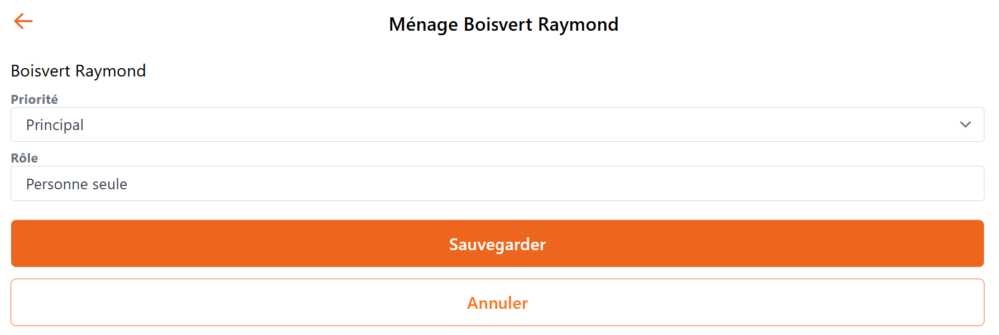 Ménage Boisvert Raymond
Boisvert Raymond
Priorité
Principal
Rôle
Personne seule
Sauvegarder
Annuler